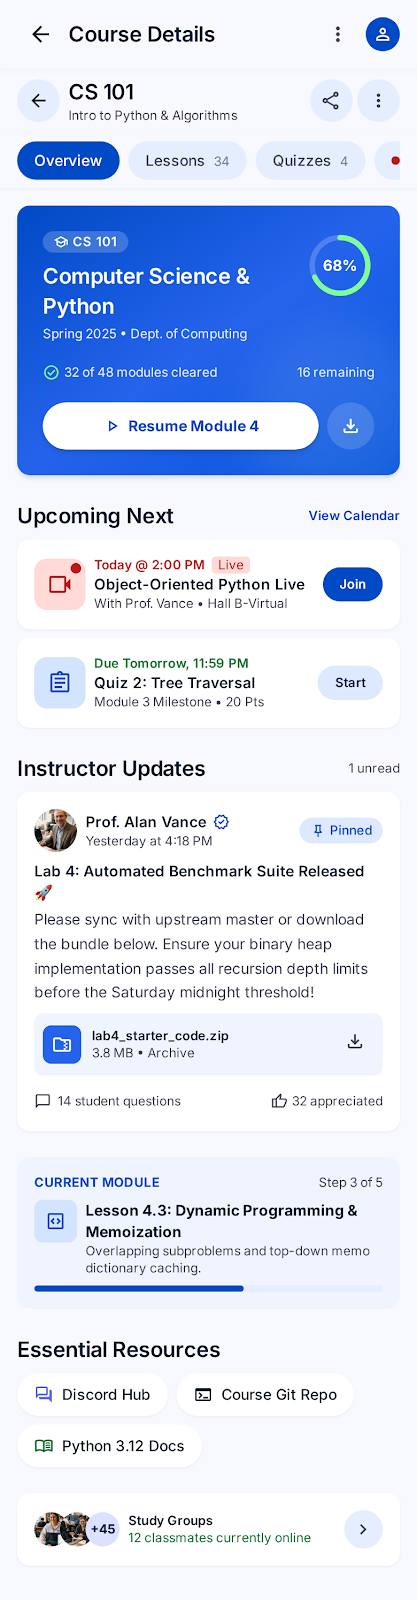 Course Details
CS 101
Intro to Python & Algorithms
Overview
Lessons 34
Quizzes 4
CS 101
Computer Science &
Python
68%
Spring 2025 • Dept. of Computing
32 of 48 modules cleared
16 remaining
Resume Module 4
Upcoming Next
View Calendar
Today @ 2:00 PM Live
Object-Oriented Python Live
With Prof. Vance • Hall B-Virtual
Join
Due Tomorrow, 11:59 PM
Quiz 2: Tree Traversal
Module 3 Milestone • 20 Pts
Start
Instructor Updates
1 unread
Prof. Alan Vance
Yesterday at 4:18 PM
Pinned
Lab 4: Automated Benchmark Suite Released
🚀
Please sync with upstream master or download
the bundle below. Ensure your binary heap
implementation passes all recursion depth limits
before the Saturday midnight threshold!
lab4_starter_code.zip
3.8 MB • Archive
14 student questions
32 appreciated
CURRENT MODULE
Step 3 of 5
Lesson 4.3: Dynamic Programming &
Memoization
Overlapping subproblems and top-down memo
dictionary caching.
Essential Resources
Discord Hub
Course Git Repo
Python 3.12 Docs
+45
Study Groups
12 classmates currently online